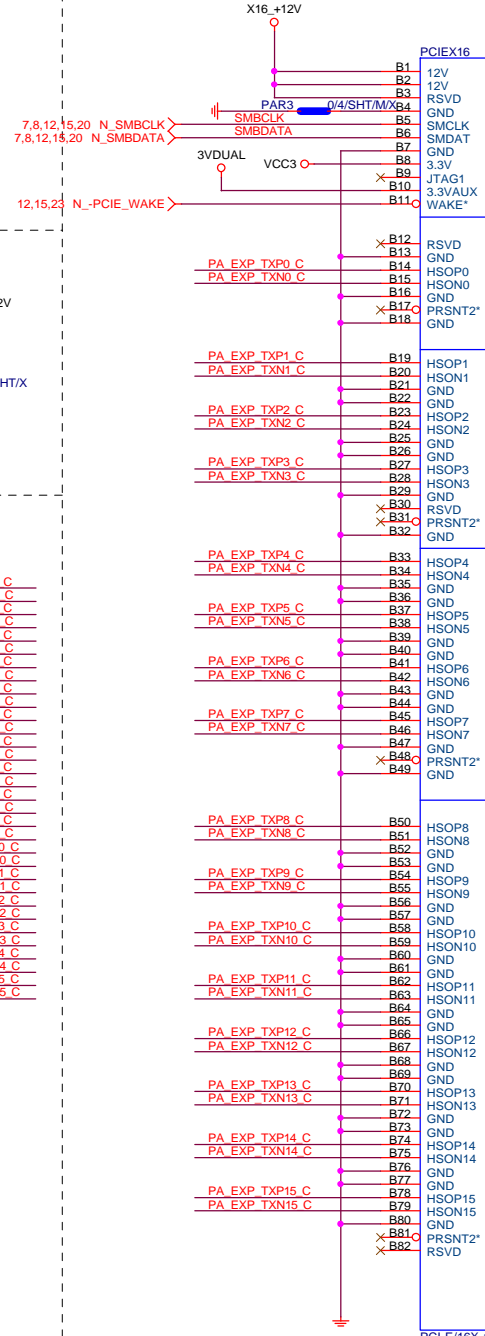 X16_+12V
PCIEX16
B1 12V
B2 12V
B3 RSVD
PAR3 0/4/SHT/M/X B4 GND
7,8,12,15,20 N_SMBCLK SMBCLK B5 SMCLK
7,8,12,15,20 N_SMBDATA SMBDATA B6 SMDAT
B7 GND
3VDUAL VCC3 B8 3.3V
B9 JTAG1
B10 3.3VAUX
12,15,23 N_-PCIE_WAKE B11 WAKE*
B12 RSVD
B13 GND
PA_EXP_TXP0_C B14 HSOP0
PA_EXP_TXN0_C B15 HSON0
B16 GND
B17 PRSNT2*
B18 GND
PA_EXP_TXP1_C B19 HSOP1
PA_EXP_TXN1_C B20 HSON1
B21 GND
HT/X
B22 GND
PA_EXP_TXP2_C B23 HSOP2
PA_EXP_TXN2_C B24 HSON2
B25 GND
B26 GND
PA_EXP_TXP3_C B27 HSOP3
PA_EXP_TXN3_C B28 HSON3
B29 GND
B30 RSVD
B31 PRSNT2*
B32 GND
PA_EXP_TXP4_C B33 HSOP4
PA_EXP_TXN4_C B34 HSON4
B35 GND
B36 GND
PA_EXP_TXP5_C B37 HSOP5
PA_EXP_TXN5_C B38 HSON5
B39 GND
B40 GND
PA_EXP_TXP6_C B41 HSOP6
PA_EXP_TXN6_C B42 HSON6
B43 GND
B44 GND
PA_EXP_TXP7_C B45 HSOP7
PA_EXP_TXN7_C B46 HSON7
B47 GND
B48 PRSNT2*
B49 GND
PA_EXP_TXP8_C B50 HSOP8
PA_EXP_TXN8_C B51 HSON8
B52 GND
B53 GND
PA_EXP_TXP9_C B54 HSOP9
PA_EXP_TXN9_C B55 HSON9
B56 GND
B57 GND
PA_EXP_TXP10_C B58 HSOP10
PA_EXP_TXN10_C B59 HSON10
B60 GND
B61 GND
PA_EXP_TXP11_C B62 HSOP11
PA_EXP_TXN11_C B63 HSON11
B64 GND
B65 GND
PA_EXP_TXP12_C B66 HSOP12
PA_EXP_TXN12_C B67 HSON12
B68 GND
B69 GND
PA_EXP_TXP13_C B70 HSOP13
PA_EXP_TXN13_C B71 HSON13
B72 GND
B73 GND
PA_EXP_TXP14_C B74 HSOP14
PA_EXP_TXN14_C B75 HSON14
B76 GND
B77 GND
PA_EXP_TXP15_C B78 HSOP15
PA_EXP_TXN15_C B79 HSON15
B80 GND
B81 PRSNT2*
B82 RSVD